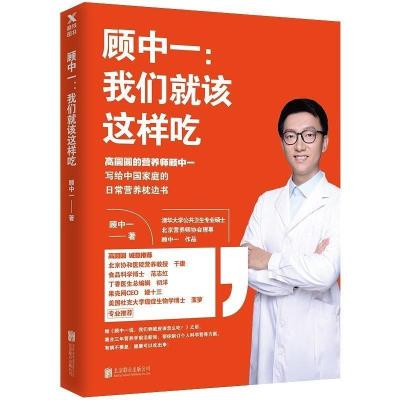 顾中一：我们就该这样吃
顾中一
——著
顾中一：
我们就该
这样吃
高圆圆的营养师顾中一
写给中国家庭的
日常营养枕边书
顾中一
——著
清华大学公共卫生专业硕士
北京营养师协会理事
顾中一 作品
高圆圆 诚意推荐
北京协和医院营养教授 于康
食品科学博士 范志红
丁香医生总编辑 初洋
果壳网CEO 姬十三
美国杜克大学癌症生物学博士 菠萝
专业推荐